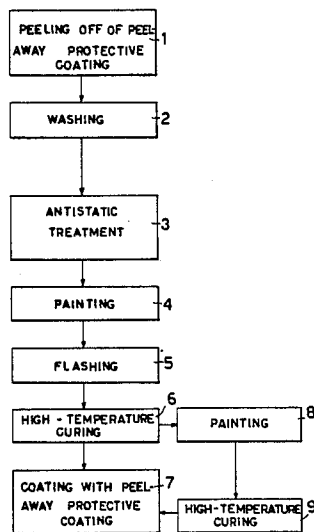 PEELING OFF OF PEEL-
AWAY PROTECTIVE
COATING
1
WASHING
2
ANTISTATIC
TREATMENT
3
PAINTING
4
FLASHING
5
6
HIGH-TEMPERATURE
CURING
PAINTING
8
COATING WITH PEEL-
AWAY PROTECTIVE
COATING
7
HIGH-TEMPERATURE
CURING
9